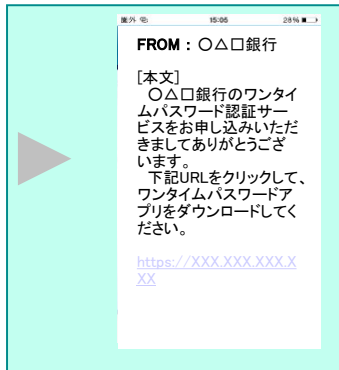 圏外 15:05 28%
FROM：〇△□銀行
[本文]
　〇△□銀行のワンタイ
ムパスワード認証サー
ビスをお申し込みいただ
きましてありがとうござ
います。
　下記URLをクリックして、
ワンタイムパスワードア
プリをダウンロードしてく
ださい。
https://XXX.XXX.XXX.X
XX